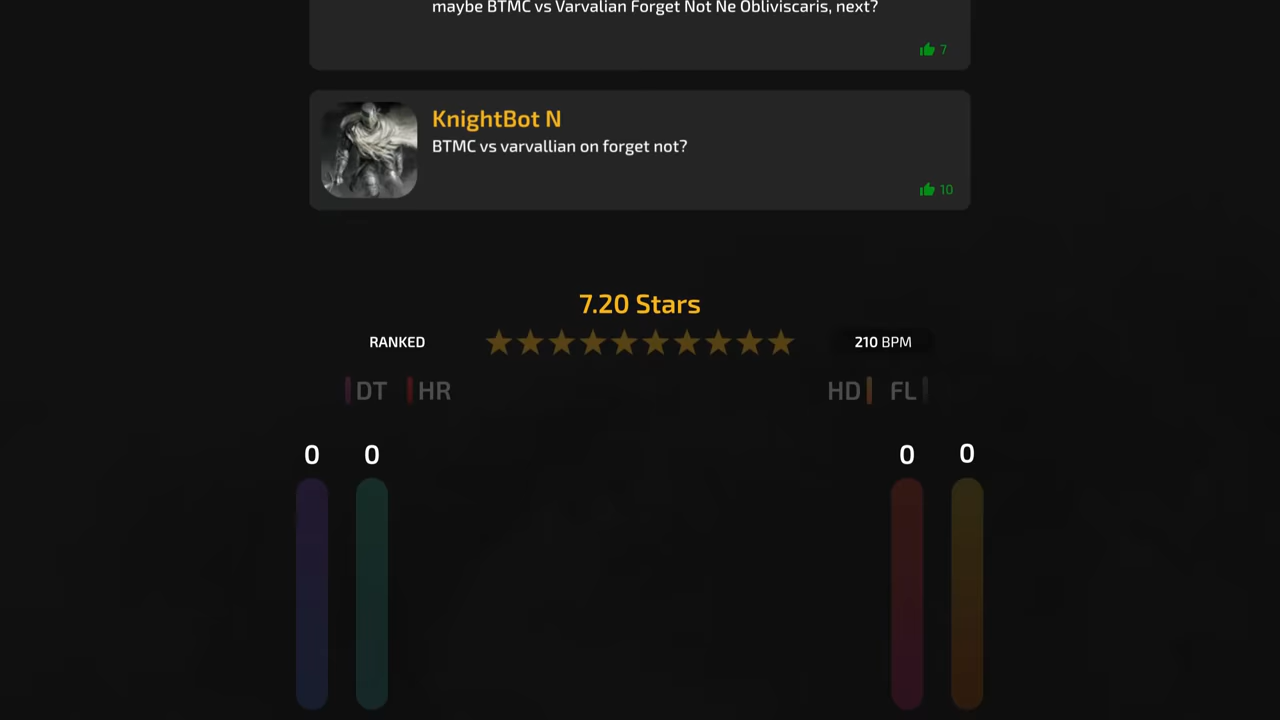 maybe BTMC vs Varvalian Forget Not Ne Obliviscaris, next?
7
KnightBot N
BTMC vs varvallian on forget not?
10
7.20 Stars
RANKED
210 BPM
DT HR
HD FL
0 0 0 0